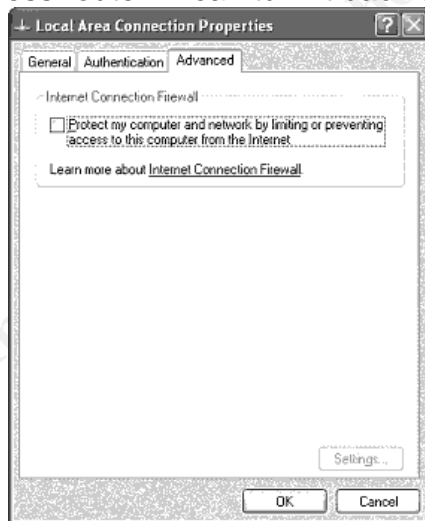 Local Area Connection Properties
General Authentication Advanced
Internet Connection Firewall
Protect my computer and network by limiting or preventing
access to this computer from the Internet
Learn more about Internet Connection Firewall.
Settings...
OK Cancel